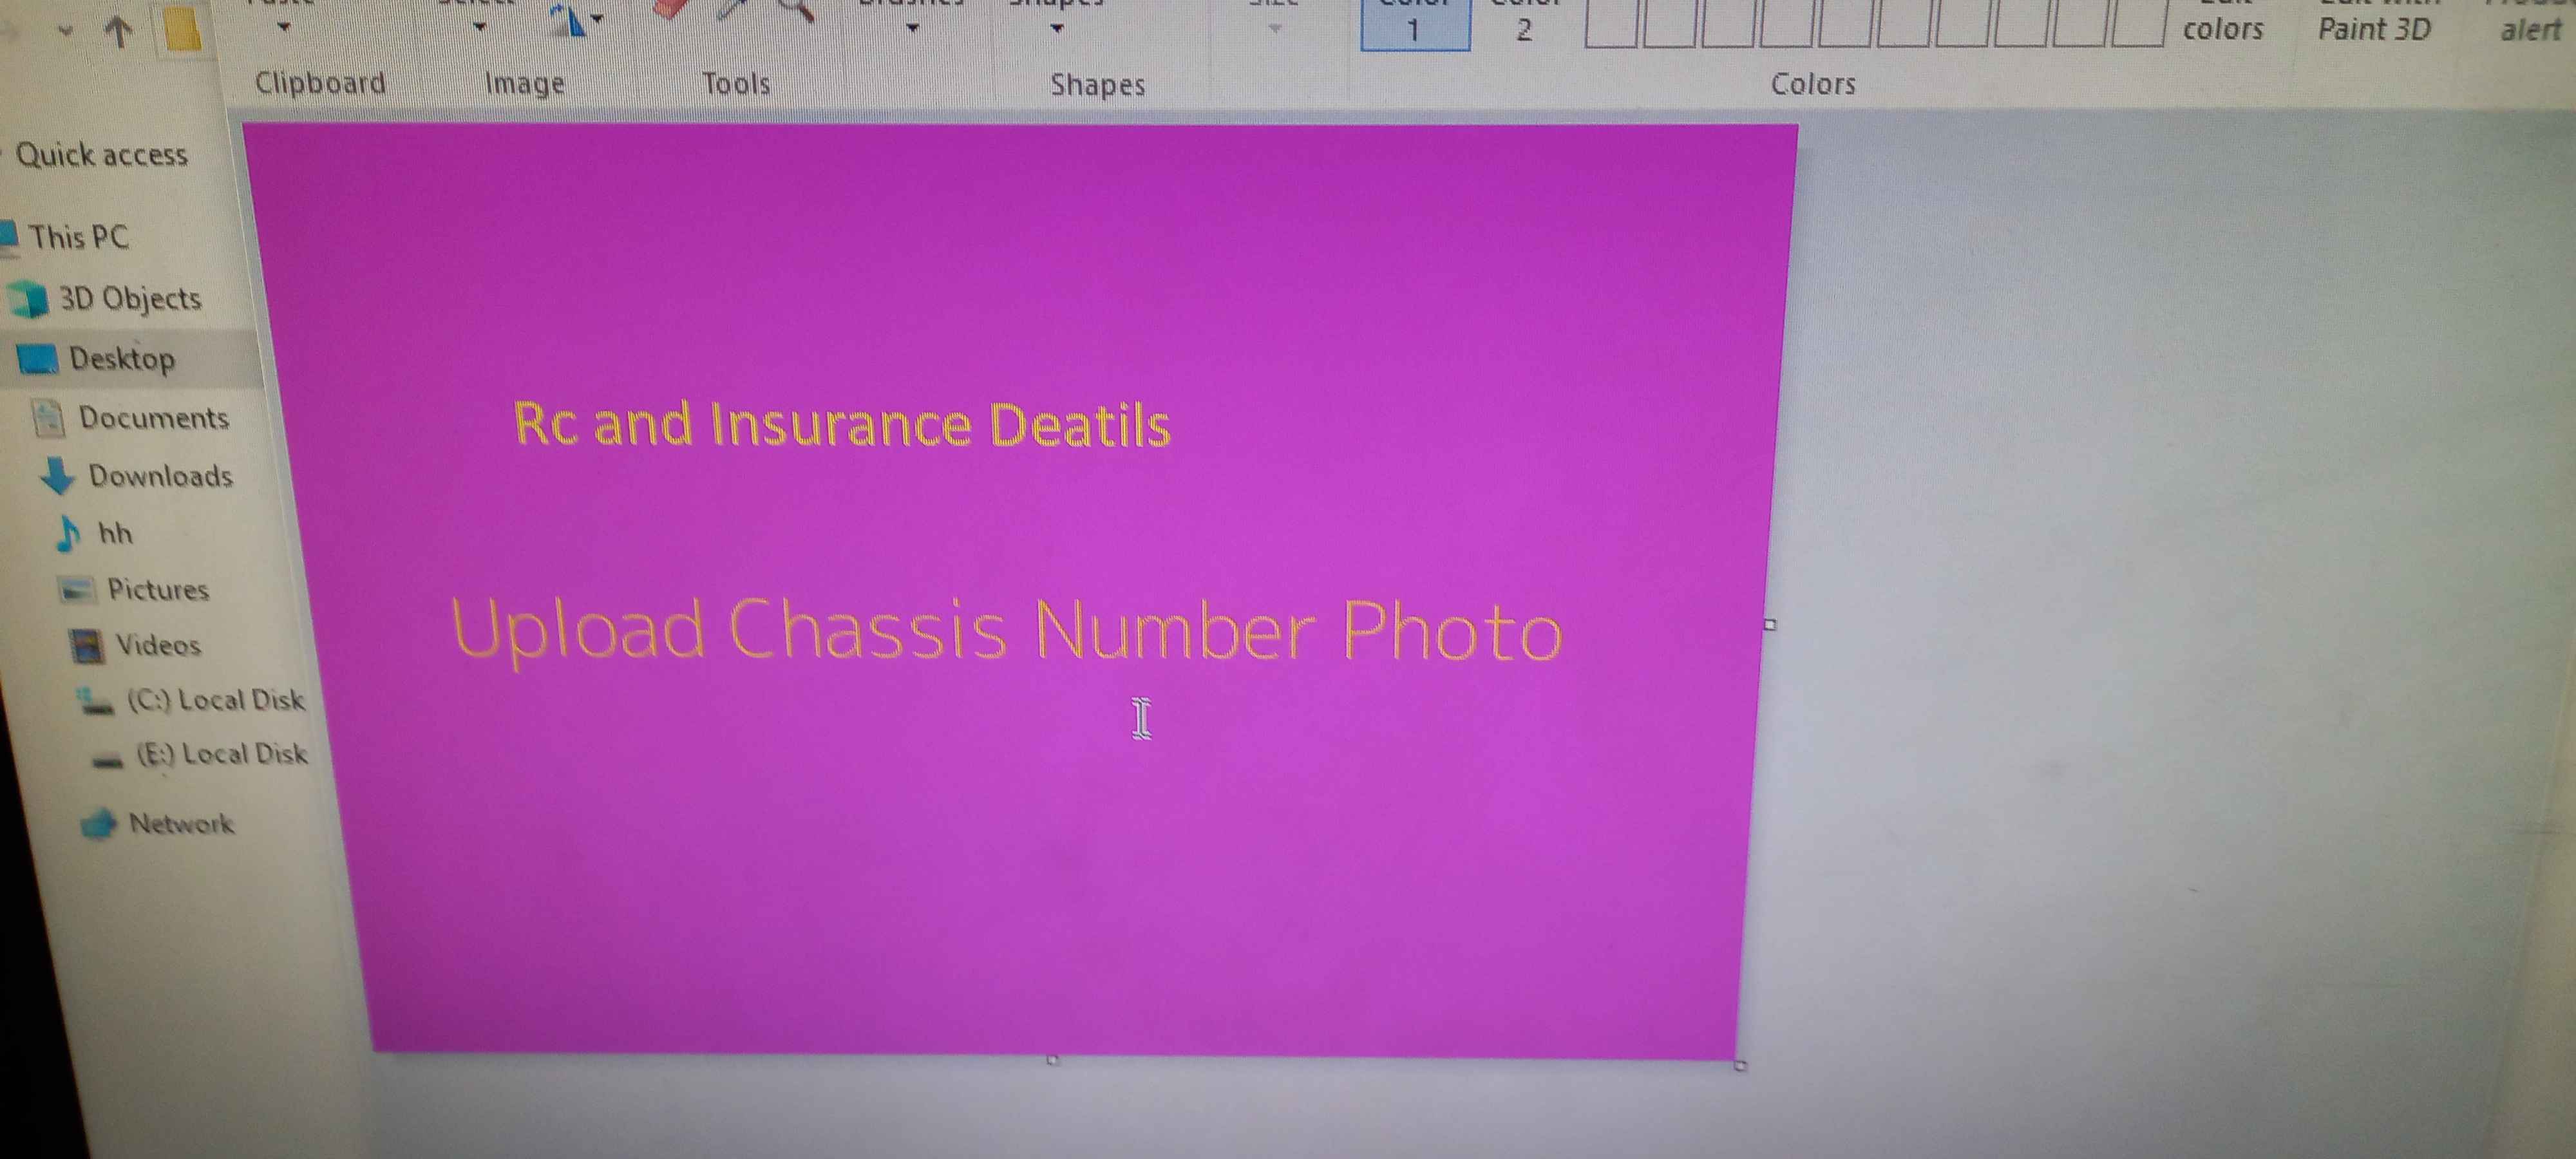 Clipboard
Image
Tools
Shapes
1
2
Colors
colors
Paint 3D
alert
Quick access
This PC
3D Objects
Desktop
Documents
Downloads
hh
Pictures
Videos
(C:) Local Disk
(E:) Local Disk
Network
Rc and Insurance Deatils
Upload Chassis Number Photo